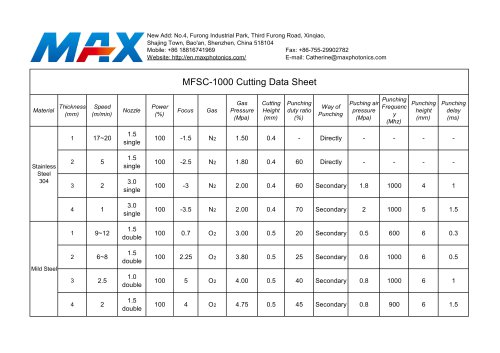 MAX
New Add: No.4, Furong Industrial Park, Third Furong Road, Xinqiao,
Shajing Town, Bao'an, Shenzhen, China 518104
Mobile: +86 18816741969 Fax: +86-755-29902782
Website: http://en.maxphotonics.com/ E-mail: Catherine@maxphotonics.com
MFSC-1000 Cutting Data Sheet
Material Thickness (mm) Speed (m/min) Nozzle Power (%) Focus Gas Gas Pressure (Mpa) Cutting Height (mm) Punching duty ratio (%) Way of Punching Puching air pressure (Mpa) Punching Frequency (Mhz) Punching height (mm) Punching delay (ms)
Stainless Steel 304
1 17~20 1.5 single 100 -1.5 N2 1.50 0.4 - Directly - - - -
2 5 1.5 single 100 -2.5 N2 1.80 0.4 60 Directly - - - -
3 2 3.0 single 100 -3 N2 2.00 0.4 60 Secondary 1.8 1000 4 1
4 1 3.0 single 100 -3.5 N2 2.00 0.4 70 Secondary 2 1000 5 1.5
Mild Steel
1 9~12 1.5 double 100 0.7 O2 3.00 0.5 20 Secondary 0.5 600 6 0.3
2 6~8 1.5 double 100 2.25 O2 3.80 0.5 25 Secondary 0.6 1000 6 0.5
3 2.5 1.0 double 100 5 O2 4.00 0.5 40 Secondary 0.8 1000 6 1
4 2 1.5 double 100 4 O2 4.75 0.5 45 Secondary 0.8 900 6 1.5